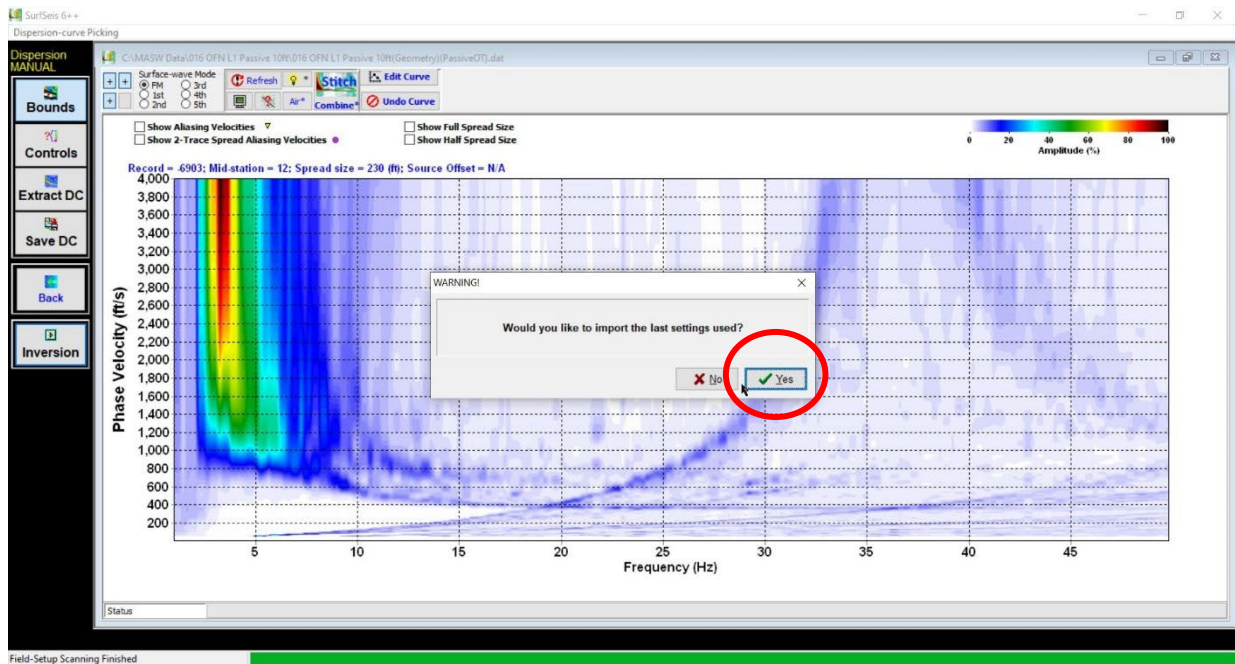 SurfSeis 6++
Dispersion-curve Picking
Dispersion
MANUAL
Bounds
Controls
Extract DC
Save DC
Back
Inversion
C:\MASW Data\016 OFN L1 Passive 10ft\016 OFN L1 Passive 10ft(Geometry)(PassiveOT).dat
Surface-wave Mode
FM 3rd
1st 4th
2nd 5th
Refresh
Air*
Stitch
Combine*
Edit Curve
Undo Curve
Show Aliasing Velocities
Show 2-Trace Spread Aliasing Velocities
Show Full Spread Size
Show Half Spread Size
0 20 40 60 80 100
Amplitude (%)
Record = -6903; Mid-station = 12; Spread size = 230 (ft); Source Offset = N/A
4,000
3,800
3,600
3,400
3,200
3,000
2,800
2,600
2,400
2,200
2,000
1,800
1,600
1,400
1,200
1,000
800
600
400
200
Phase Velocity (ft/s)
WARNING!
Would you like to import the last settings used?
No
Yes
5 10 15 20 25 30 35 40 45
Frequency (Hz)
Status
Field-Setup Scanning Finished